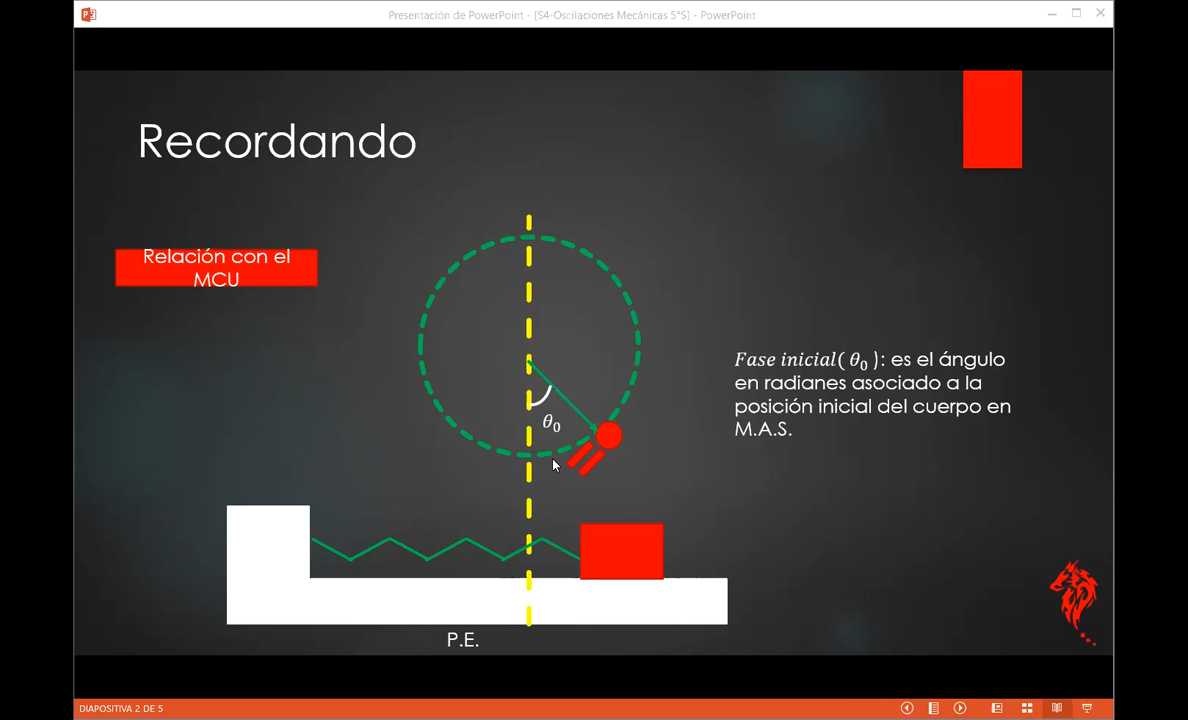 Presentación de PowerPoint - [S4-Oscilaciones Mecánicas 5°S] - PowerPoint
Recordando
Relación con el
MCU
θ₀
Fase inicial( θ₀ ): es el ángulo
en radianes asociado a la
posición inicial del cuerpo en
M.A.S.
P.E.
DIAPOSITIVA 2 DE 5